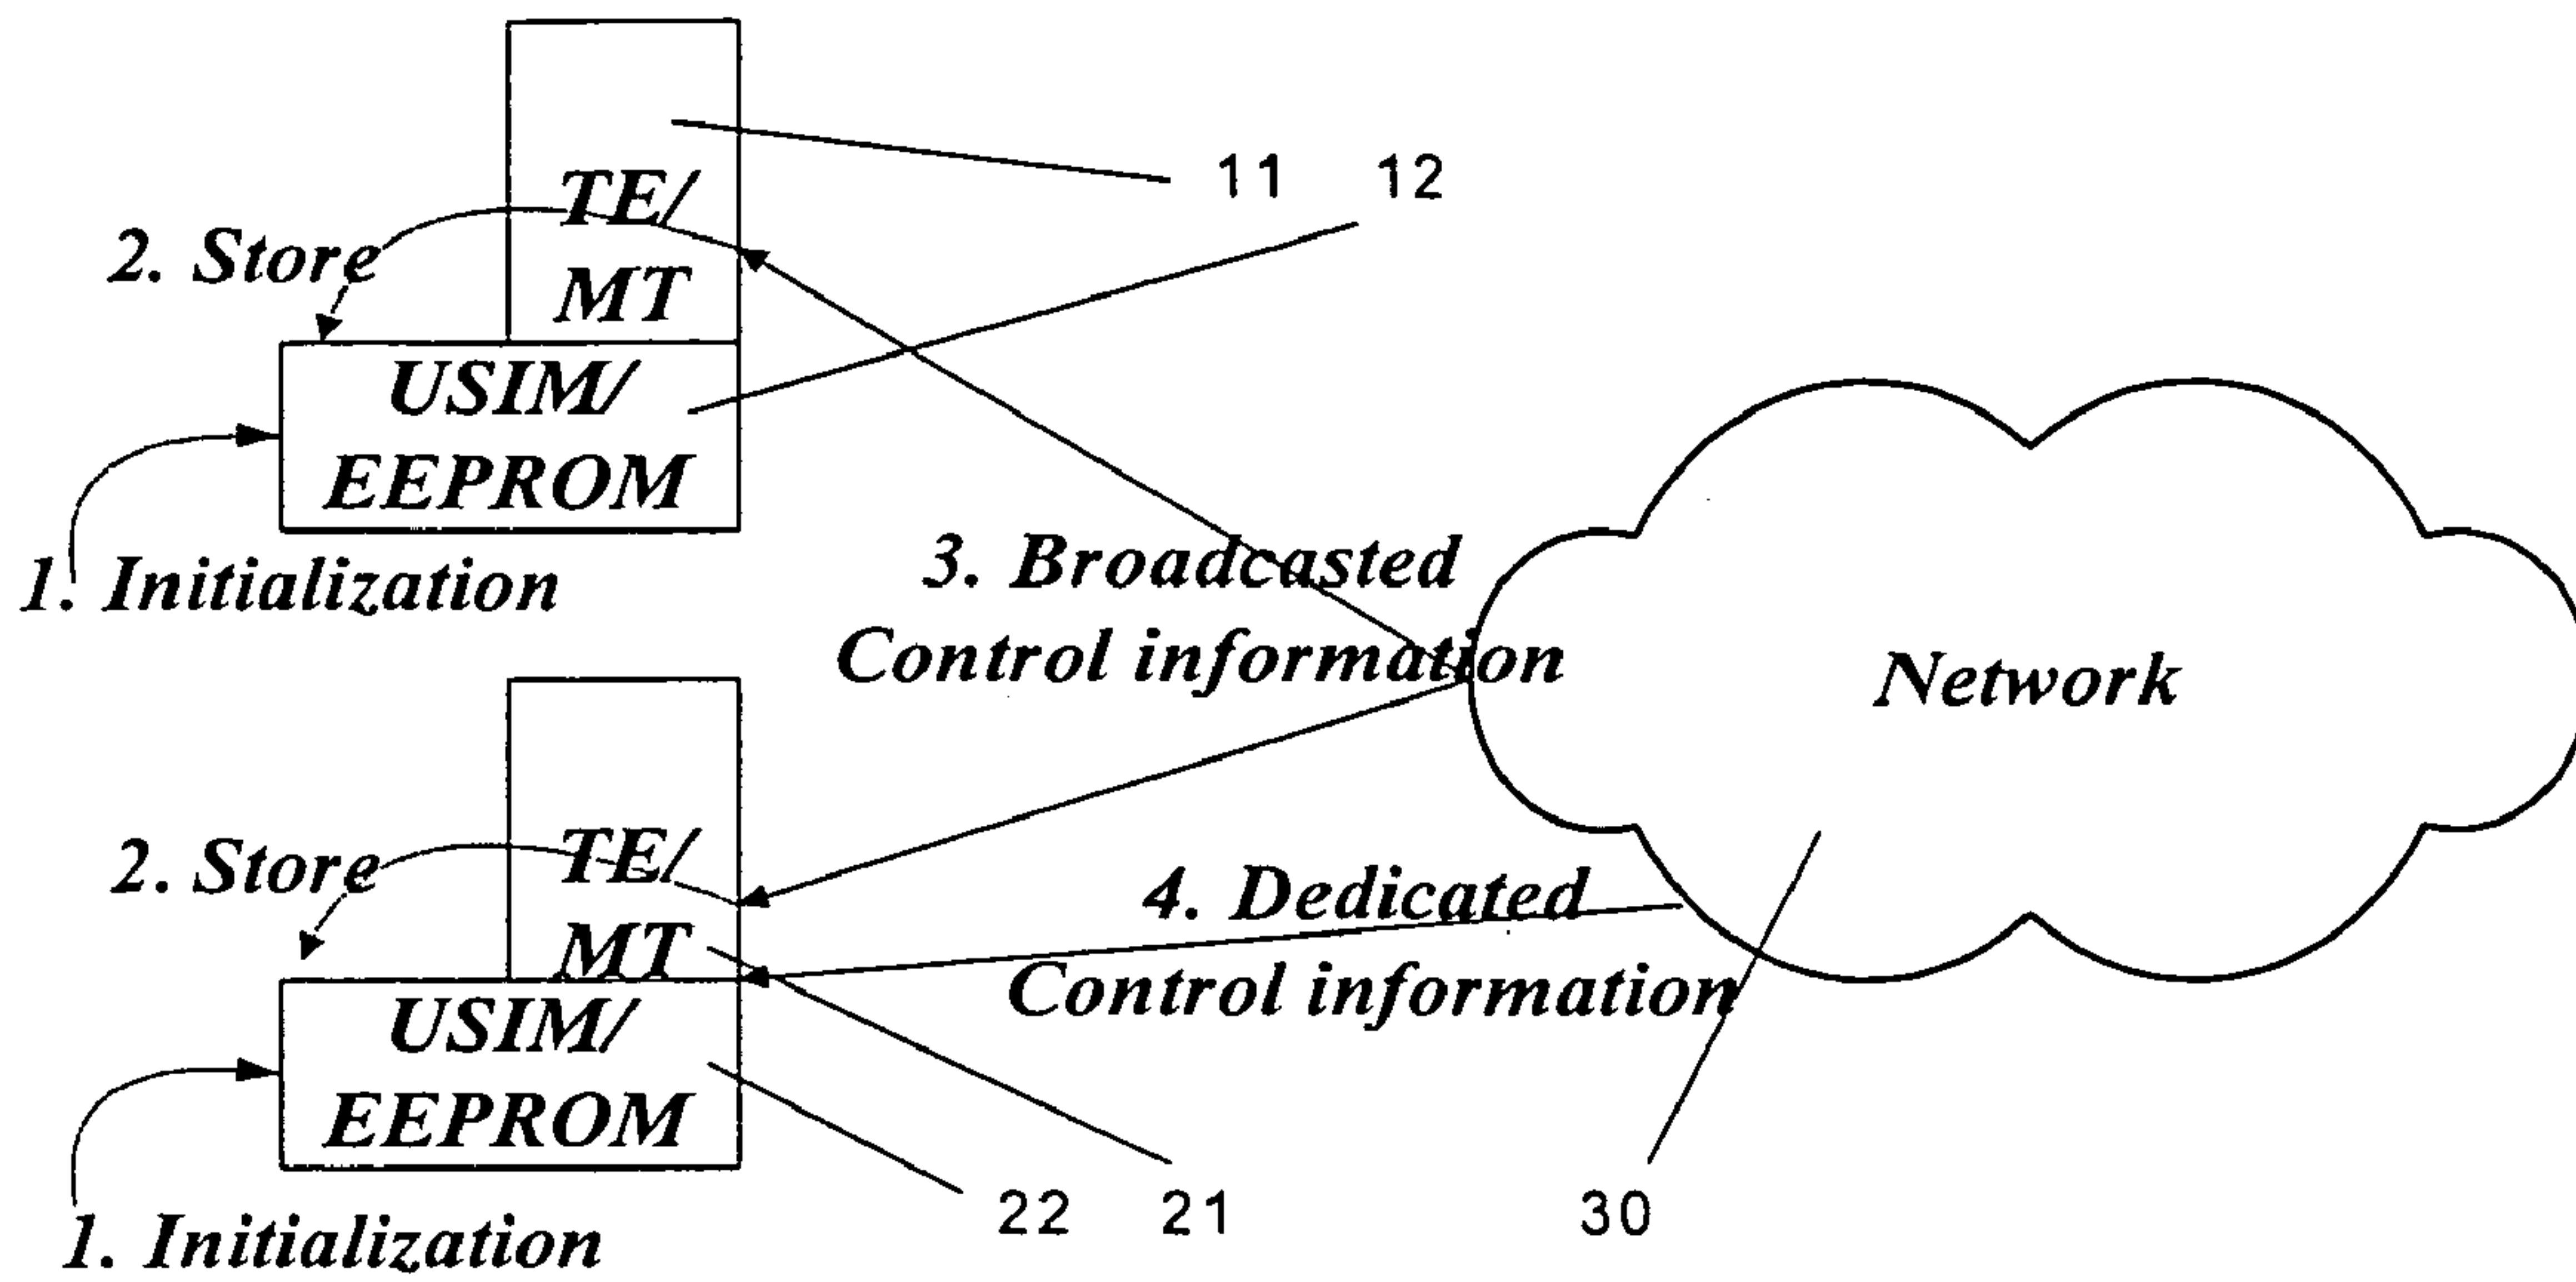 11 12
TE/
2. Store
MT
USIM/
EEPROM
1. Initialization
3. Broadcasted
Control information
Network
TE/
2. Store
MT
4. Dedicated
Control information
USIM/
EEPROM
22 21 30
1. Initialization